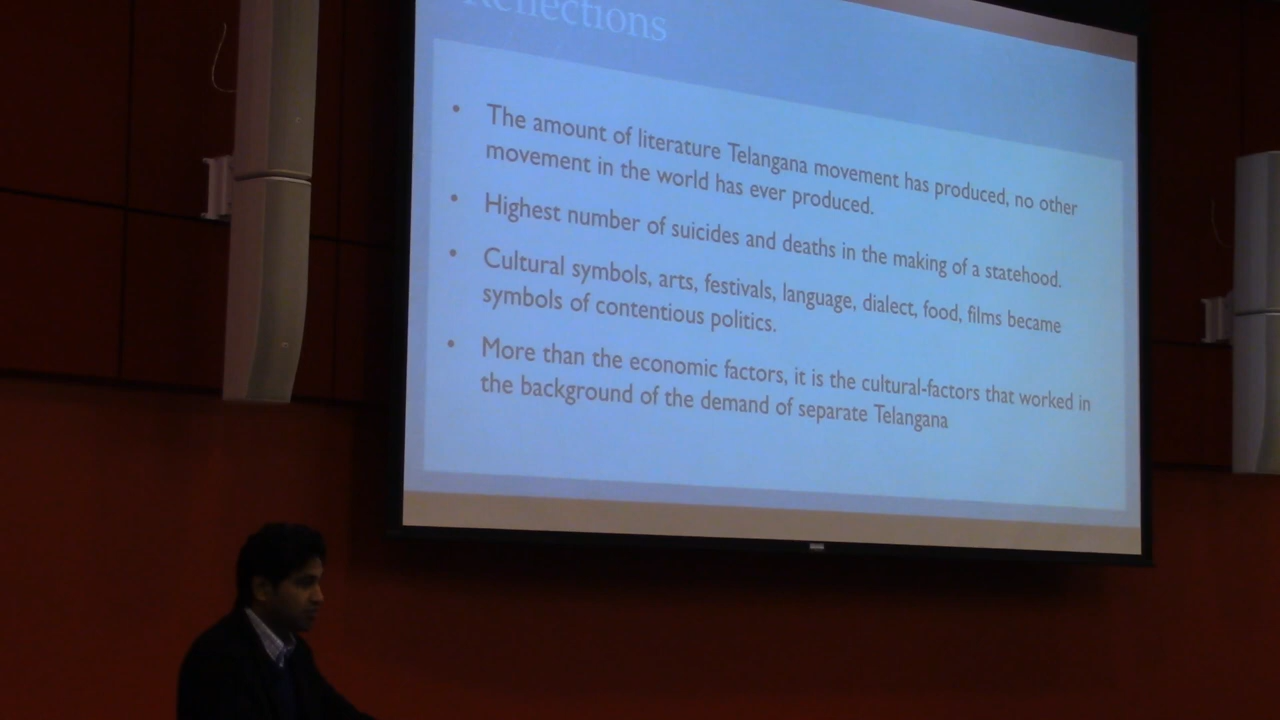 Reflections
• The amount of literature Telangana movement has produced, no other
movement in the world has ever produced.
• Highest number of suicides and deaths in the making of a statehood.
• Cultural symbols, arts, festivals, language, dialect, food, films became
symbols of contentious politics.
• More than the economic factors, it is the cultural-factors that worked in
the background of the demand of separate Telangana